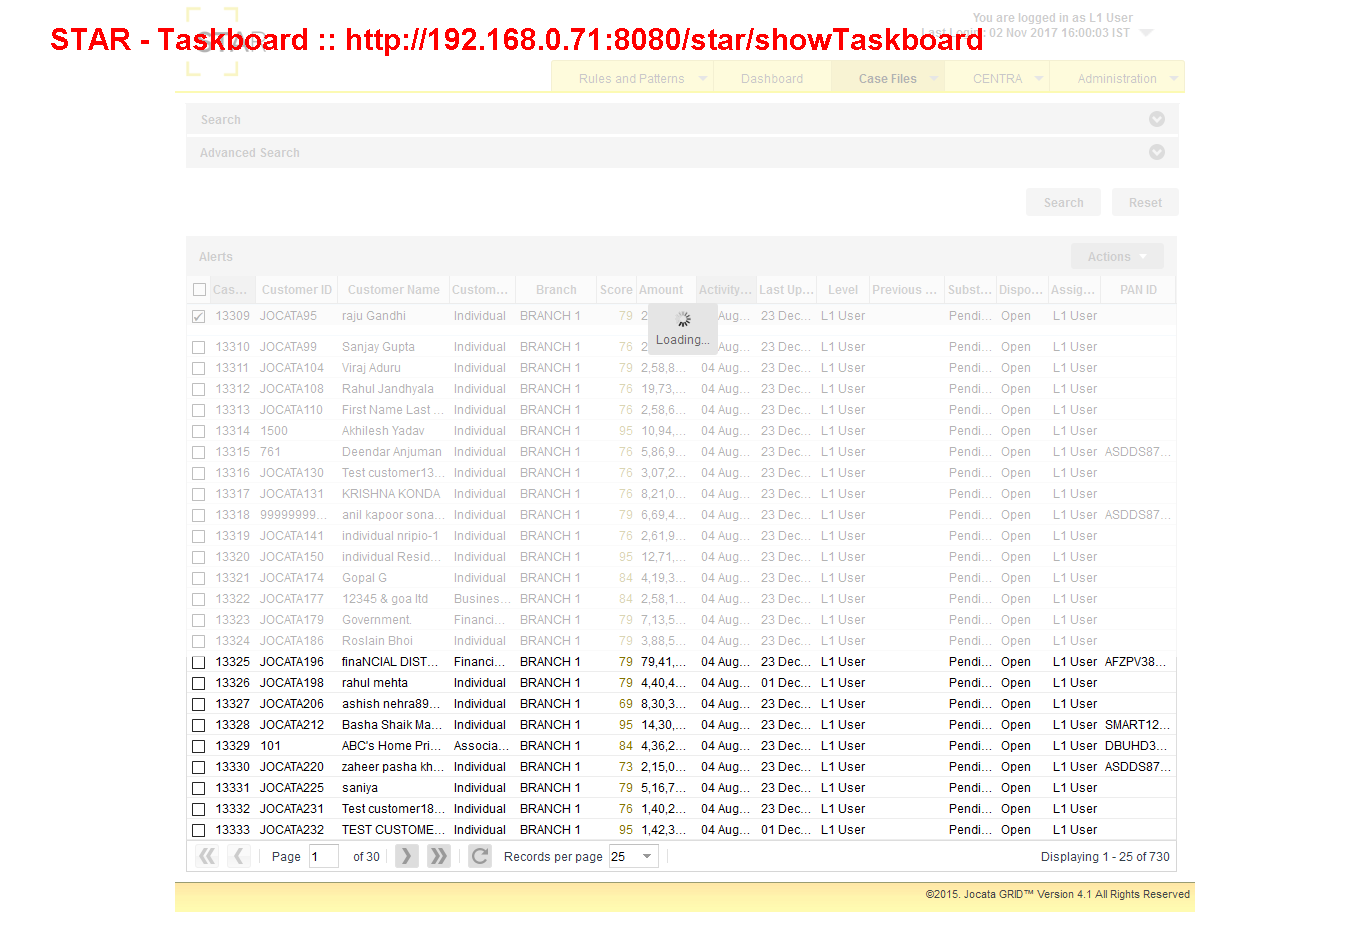 You are logged in as L1 User
STAR - Taskboard :: http://192.168.0.71:8080/star/showTaskboard
Last Login: 02 Nov 2017 16:00:03 IST
Rules and Patterns Dashboard Case Files CENTRA Administration
Search
Advanced Search
Search Reset
Alerts Actions
Cas... Customer ID Customer Name Custom... Branch Score Amount Activity... Last Up... Level Previous ... Subst... Dispo... Assig... PAN ID
13309 JOCATA95 raju Gandhi Individual BRANCH 1 79 2 Aug... 23 Dec... L1 User Pendi... Open L1 User
Loading...
13310 JOCATA99 Sanjay Gupta Individual BRANCH 1 76 2 Aug... 23 Dec... L1 User Pendi... Open L1 User
13311 JOCATA104 Viraj Aduru Individual BRANCH 1 79 2,58,8... 04 Aug... 23 Dec... L1 User Pendi... Open L1 User
13312 JOCATA108 Rahul Jandhyala Individual BRANCH 1 76 19,73,... 04 Aug... 23 Dec... L1 User Pendi... Open L1 User
13313 JOCATA110 First Name Last ... Individual BRANCH 1 76 2,58,6... 04 Aug... 23 Dec... L1 User Pendi... Open L1 User
13314 1500 Akhilesh Yadav Individual BRANCH 1 95 10,94,... 04 Aug... 23 Dec... L1 User Pendi... Open L1 User
13315 761 Deendar Anjuman Individual BRANCH 1 76 5,86,9... 04 Aug... 23 Dec... L1 User Pendi... Open L1 User ASDDS87...
13316 JOCATA130 Test customer13... Individual BRANCH 1 76 3,07,2... 04 Aug... 23 Dec... L1 User Pendi... Open L1 User
13317 JOCATA131 KRISHNA KONDA Individual BRANCH 1 76 8,21,0... 04 Aug... 23 Dec... L1 User Pendi... Open L1 User
13318 99999999... anil kapoor sona... Individual BRANCH 1 79 6,69,4... 04 Aug... 23 Dec... L1 User Pendi... Open L1 User ASDDS87...
13319 JOCATA141 individual nripio-1 Individual BRANCH 1 76 2,61,9... 04 Aug... 23 Dec... L1 User Pendi... Open L1 User
13320 JOCATA150 individual Resid... Individual BRANCH 1 95 12,71,... 04 Aug... 23 Dec... L1 User Pendi... Open L1 User
13321 JOCATA174 Gopal G Individual BRANCH 1 84 4,19,3... 04 Aug... 23 Dec... L1 User Pendi... Open L1 User
13322 JOCATA177 12345 & goa ltd Busines... BRANCH 1 84 2,58,1... 04 Aug... 23 Dec... L1 User Pendi... Open L1 User
13323 JOCATA179 Government. Financi... BRANCH 1 79 7,13,5... 04 Aug... 23 Dec... L1 User Pendi... Open L1 User
13324 JOCATA186 Roslain Bhoi Individual BRANCH 1 79 3,88,5... 04 Aug... 23 Dec... L1 User Pendi... Open L1 User
13325 JOCATA196 finaNCIAL DIST... Financi... BRANCH 1 79 79,41,... 04 Aug... 23 Dec... L1 User Pendi... Open L1 User AFZPV38...
13326 JOCATA198 rahul mehta Individual BRANCH 1 79 4,40,4... 04 Aug... 01 Dec... L1 User Pendi... Open L1 User
13327 JOCATA206 ashish nehra89... Individual BRANCH 1 69 8,30,3... 04 Aug... 23 Dec... L1 User Pendi... Open L1 User
13328 JOCATA212 Basha Shaik Ma... Individual BRANCH 1 95 14,30,... 04 Aug... 23 Dec... L1 User Pendi... Open L1 User SMART12...
13329 101 ABC's Home Pri... Associa... BRANCH 1 84 4,36,2... 04 Aug... 23 Dec... L1 User Pendi... Open L1 User DBUHD3...
13330 JOCATA220 zaheer pasha kh... Individual BRANCH 1 73 2,15,0... 04 Aug... 23 Dec... L1 User Pendi... Open L1 User ASDDS87...
13331 JOCATA225 saniya Individual BRANCH 1 79 5,16,7... 04 Aug... 23 Dec... L1 User Pendi... Open L1 User
13332 JOCATA231 Test customer18... Individual BRANCH 1 76 1,40,2... 04 Aug... 23 Dec... L1 User Pendi... Open L1 User
13333 JOCATA232 TEST CUSTOME... Individual BRANCH 1 95 1,42,3... 04 Aug... 01 Dec... L1 User Pendi... Open L1 User
Page 1 of 30 Records per page 25 Displaying 1 - 25 of 730
©2015. Jocata GRID™ Version 4.1 All Rights Reserved